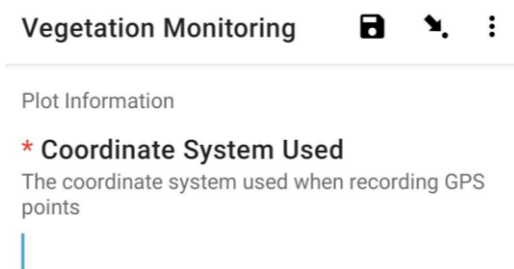 Vegetation Monitoring
Plot Information
* Coordinate System Used
The coordinate system used when recording GPS
points